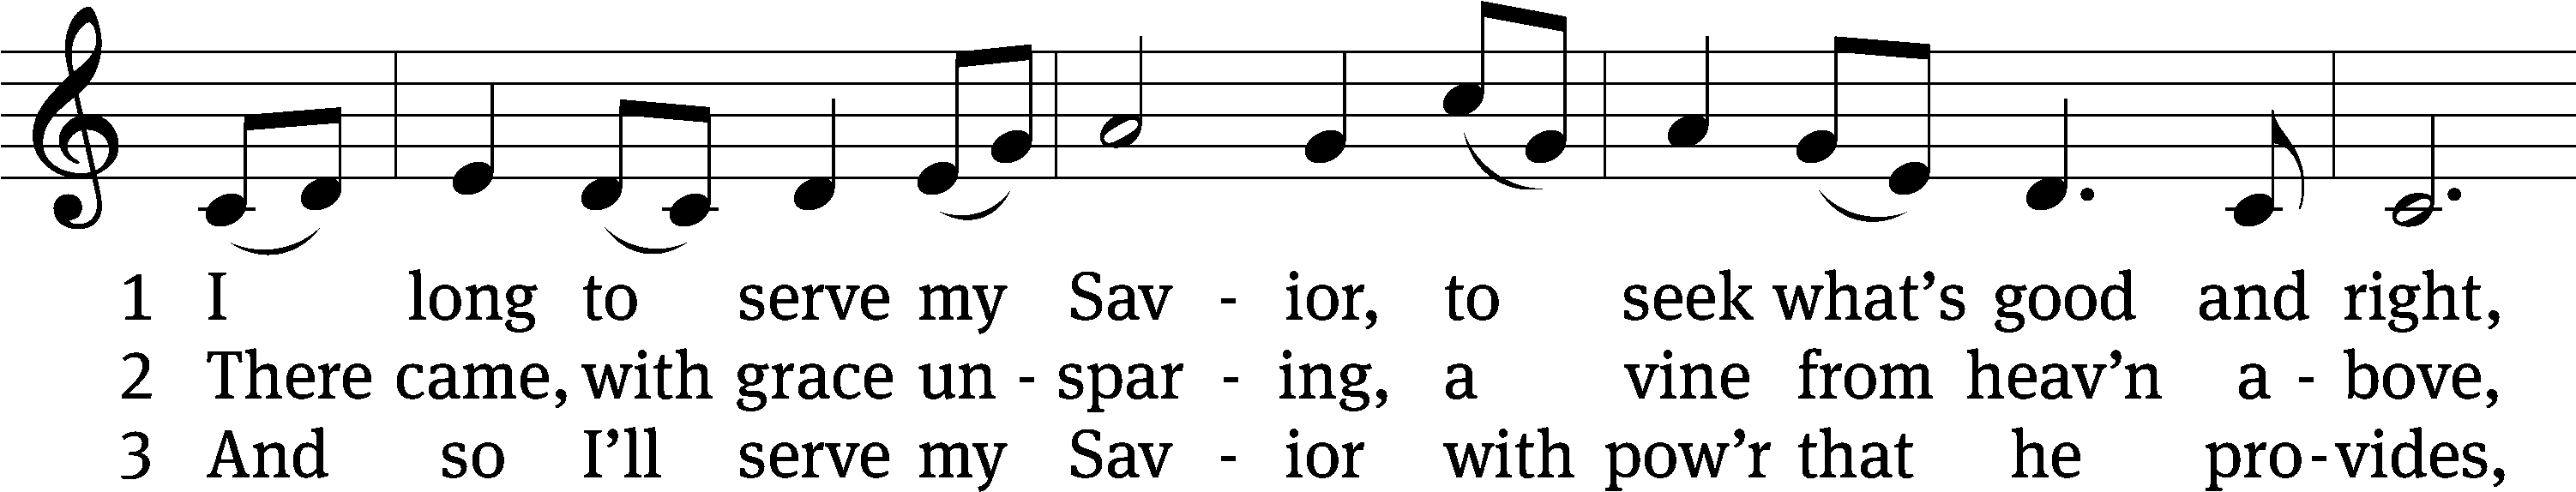 1 I long to serve my Sav - ior, to seek what's good and right,
2 There came, with grace un - spar - ing, a vine from heav'n a - bove,
3 And so I'll serve my Sav - ior with pow'r that he pro - vides,